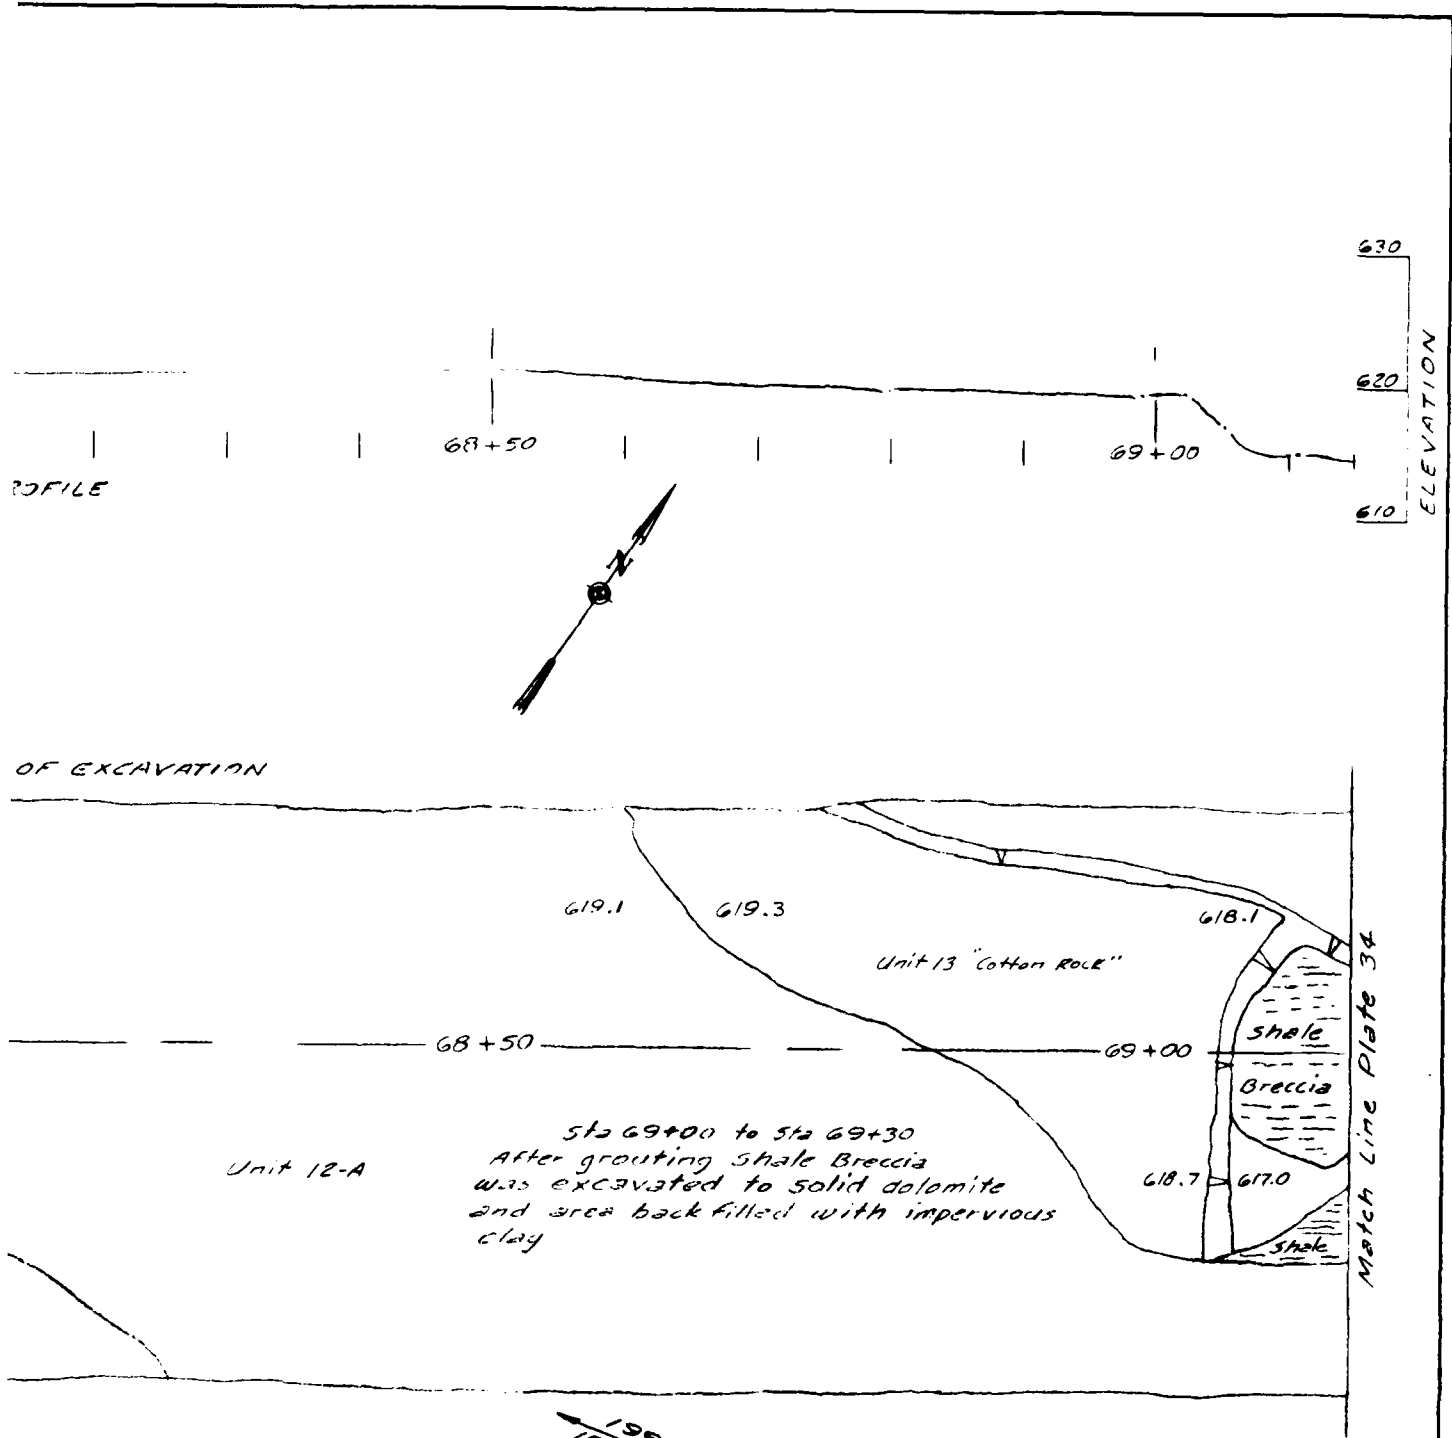 630
620
610
ELEVATION
68+50
69+00
OFILE
N
OF EXCAVATION
619.1
619.3
618.1
Unit 13 "Cotton Rock"
68+50
69+00
Shale
Breccia
Match Line Plate 34
Sta 69+00 to Sta 69+30
After grouting Shale Breccia
was excavated to solid dolomite
and area back filled with impervious
clay
Unit 12-A
618.7
617.0
Shale